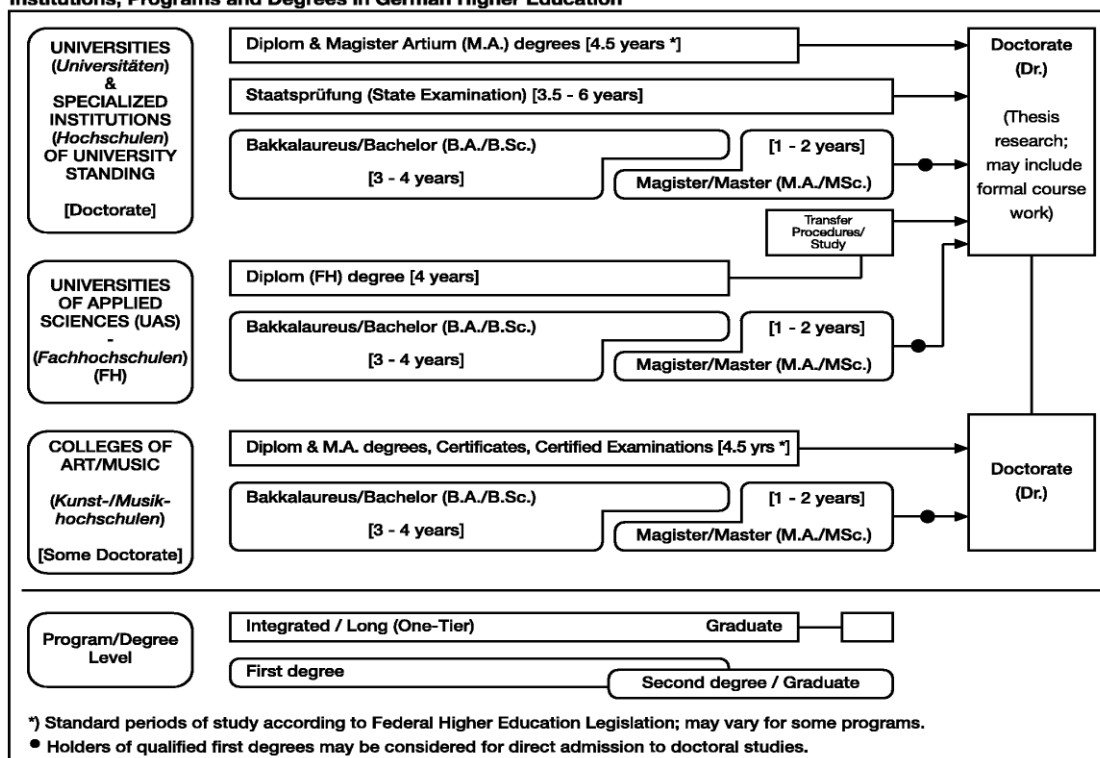 Institutions, Programs and Degrees in German Higher Education
UNIVERSITIES
(Universitäten)
&
SPECIALIZED
INSTITUTIONS
(Hochschulen)
OF UNIVERSITY
STANDING
[Doctorate]
Diplom & Magister Artium (M.A.) degrees [4.5 years *]
Staatsprüfung (State Examination) [3.5 - 6 years]
Bakkalaureus/Bachelor (B.A./B.Sc.)
[3 - 4 years]
[1 - 2 years]
Magister/Master (M.A./MSc.)
Transfer
Procedures/
Study
Doctorate
(Dr.)
(Thesis
research;
may include
formal course
work)
UNIVERSITIES
OF APPLIED
SCIENCES (UAS)
-
(Fachhochschulen)
(FH)
Diplom (FH) degree [4 years]
Bakkalaureus/Bachelor (B.A./B.Sc.)
[3 - 4 years]
[1 - 2 years]
Magister/Master (M.A./MSc.)
COLLEGES OF
ART/MUSIC
(Kunst-/Musik-
hochschulen)
[Some Doctorate]
Diplom & M.A. degrees, Certificates, Certified Examinations [4.5 yrs *]
Bakkalaureus/Bachelor (B.A./B.Sc.)
[3 - 4 years]
[1 - 2 years]
Magister/Master (M.A./MSc.)
Doctorate
(Dr.)
Program/Degree
Level
Integrated / Long (One-Tier) Graduate
First degree
Second degree / Graduate
*) Standard periods of study according to Federal Higher Education Legislation; may vary for some programs.
● Holders of qualified first degrees may be considered for direct admission to doctoral studies.